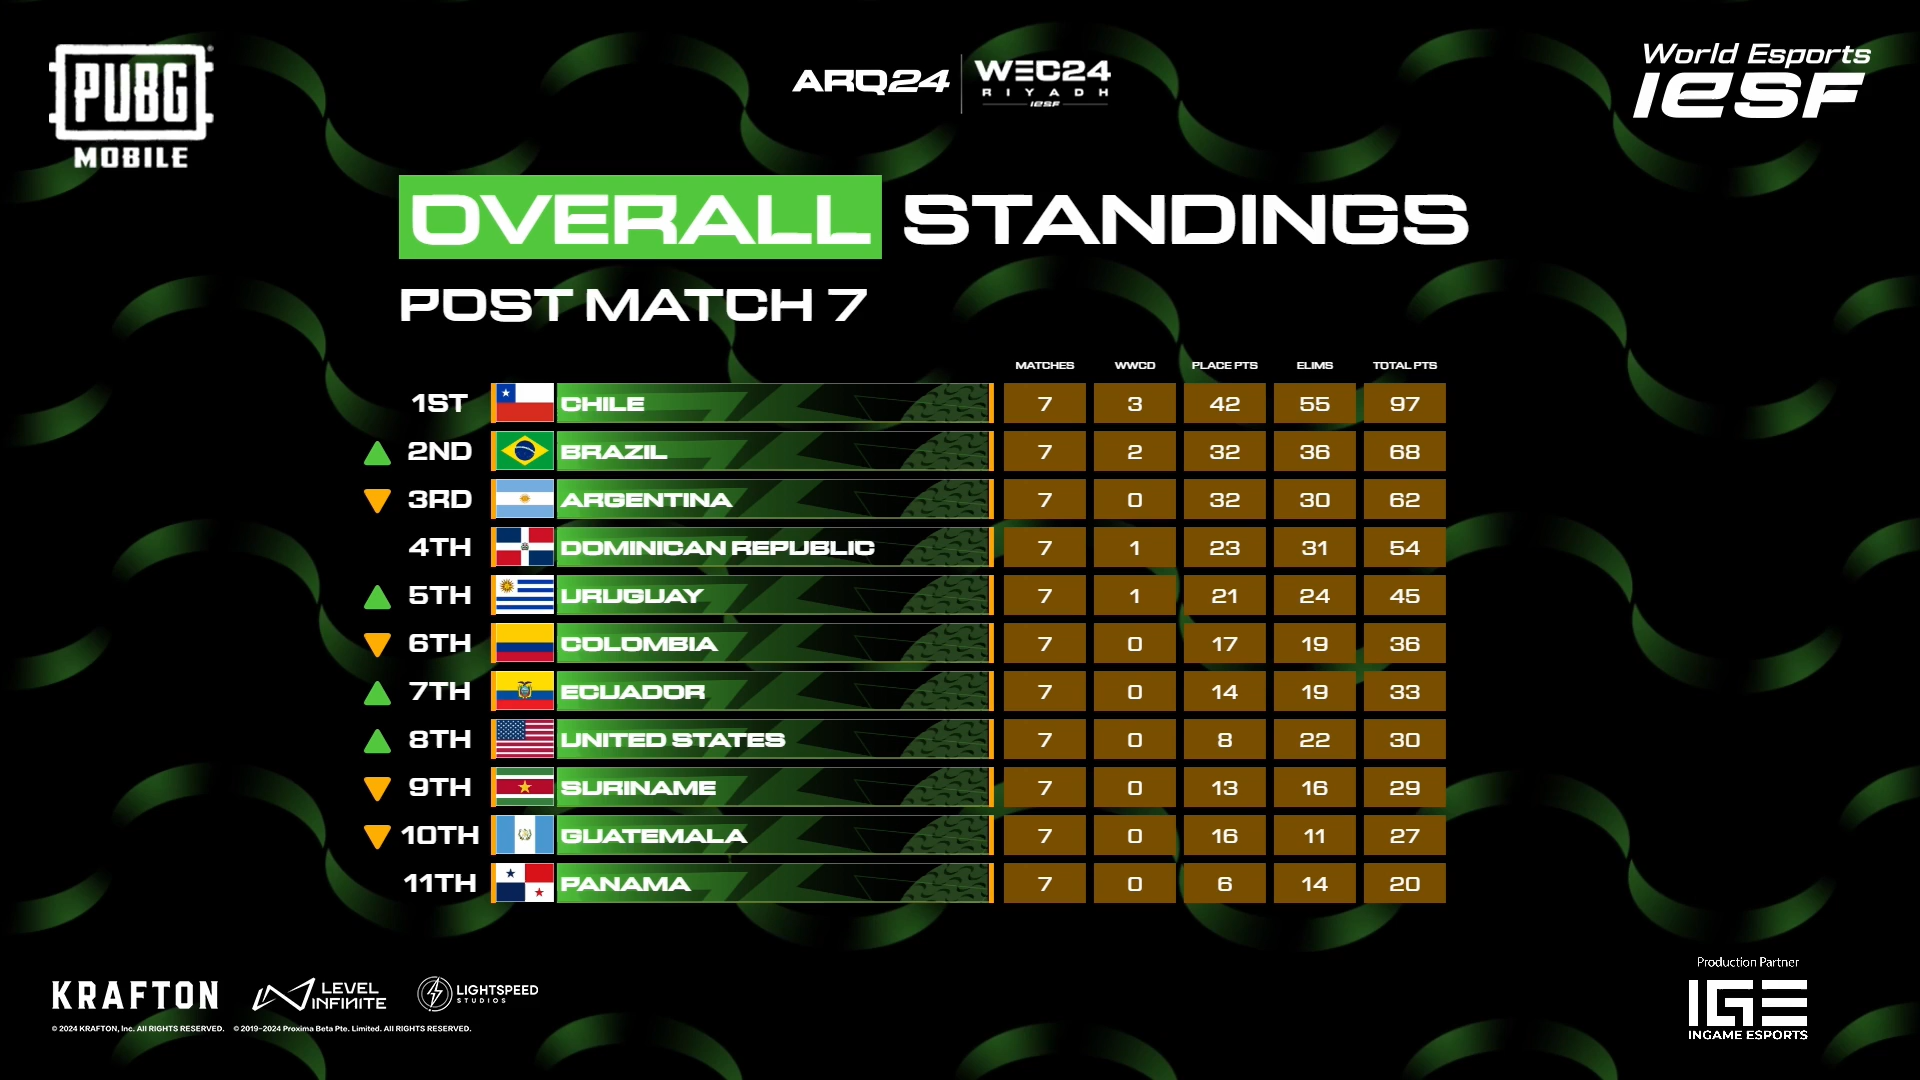 PUBG
MOBILE
ARQ24
WEC24
RIYADH
IESF
World Esports
IESF
OVERALL STANDINGS
POST MATCH 7
MATCHES WWCD PLACE PTS ELIMS TOTAL PTS
1ST CHILE 7 3 42 55 97
2ND BRAZIL 7 2 32 36 68
3RD ARGENTINA 7 0 32 30 62
4TH DOMINICAN REPUBLIC 7 1 23 31 54
5TH URUGUAY 7 1 21 24 45
6TH COLOMBIA 7 0 17 19 36
7TH ECUADOR 7 0 14 19 33
8TH UNITED STATES 7 0 8 22 30
9TH SURINAME 7 0 13 16 29
10TH GUATEMALA 7 0 16 11 27
11TH PANAMA 7 0 6 14 20
KRAFTON
LEVEL
INFINITE
LIGHTSPEED
STUDIOS
© 2024 KRAFTON, Inc. All RIGHTS RESERVED. © 2019-2024 Proxima Beta Pte. Limited. All RIGHTS RESERVED.
Production Partner
IGE
INGAME ESPORTS